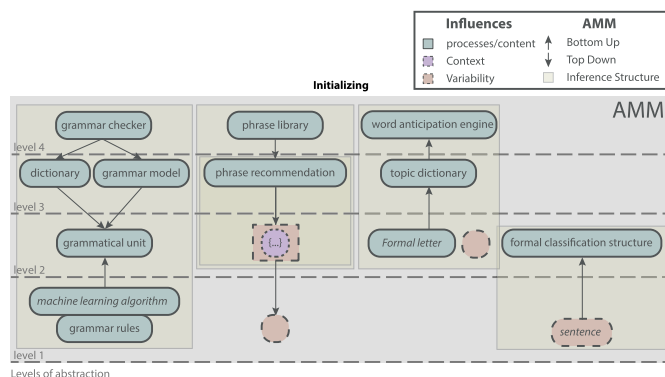 Influences AMM
processes/content Bottom Up
Context Top Down
Variability Inference Structure
Initializing
AMM
grammar checker phrase library word anticipation engine
level 4
dictionary grammar model phrase recommendation topic dictionary
level 3
grammatical unit {...} Formal letter formal classification structure
level 2
machine learning algorithm
grammar rules sentence
level 1
Levels of abstraction